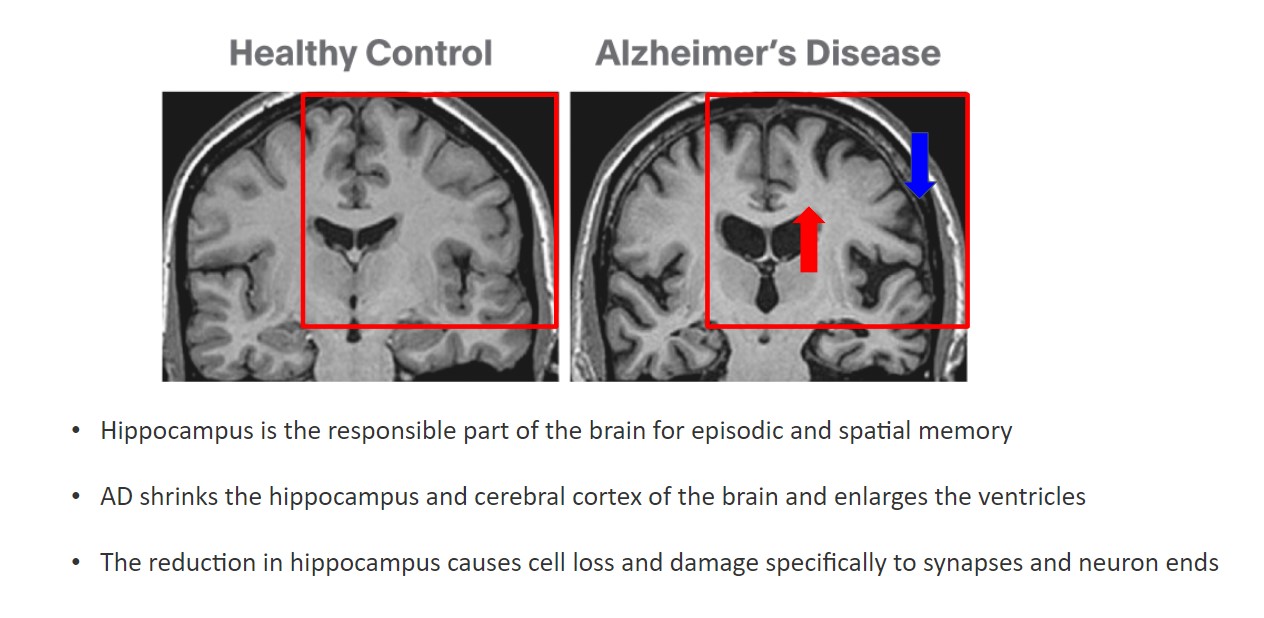 Healthy Control
Alzheimer's Disease
• Hippocampus is the responsible part of the brain for episodic and spatial memory
• AD shrinks the hippocampus and cerebral cortex of the brain and enlarges the ventricles
• The reduction in hippocampus causes cell loss and damage specifically to synapses and neuron ends